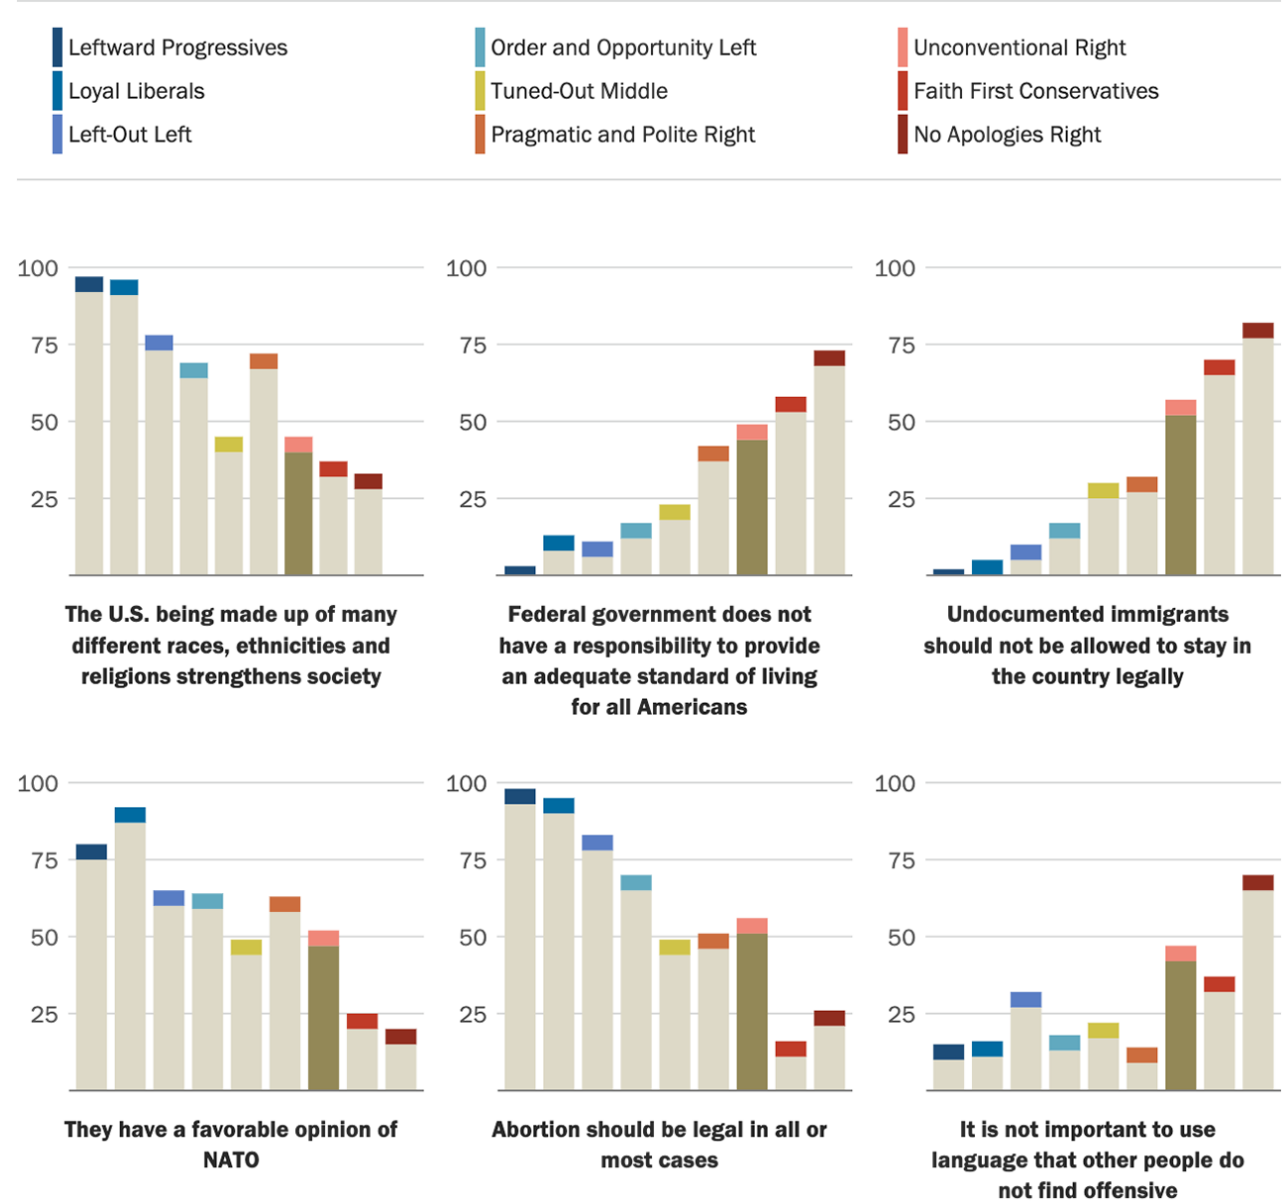 Leftward Progressives
Order and Opportunity Left
Unconventional Right
Loyal Liberals
Tuned-Out Middle
Faith First Conservatives
Left-Out Left
Pragmatic and Polite Right
No Apologies Right
100
75
50
25
The U.S. being made up of many
different races, ethnicities and
religions strengthens society
100
75
50
25
Federal government does not
have a responsibility to provide
an adequate standard of living
for all Americans
100
75
50
25
Undocumented immigrants
should not be allowed to stay in
the country legally
100
75
50
25
They have a favorable opinion of
NATO
100
75
50
25
Abortion should be legal in all or
most cases
100
75
50
25
It is not important to use
language that other people do
not find offensive